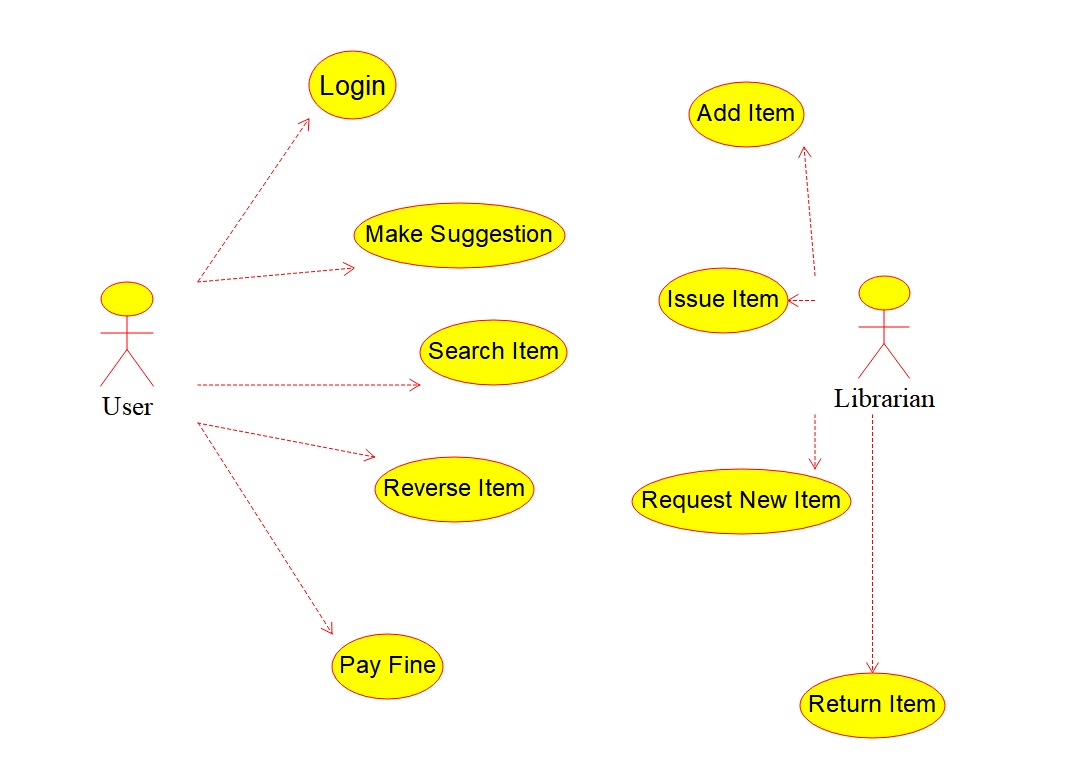 Login
Add Item
Make Suggestion
Issue Item
Search Item
User
Librarian
Reverse Item
Request New Item
Pay Fine
Return Item